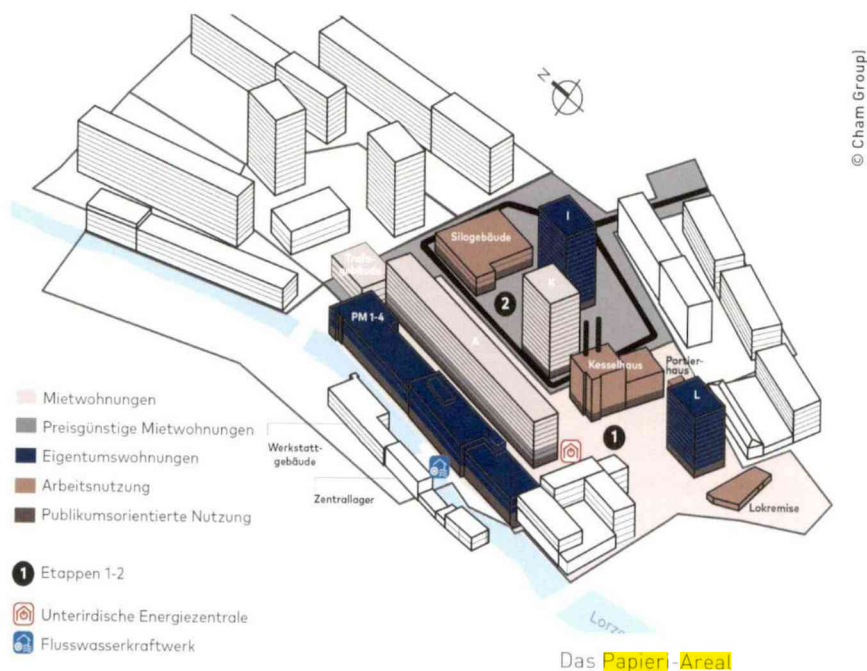 © Cham Group]
N
I
Silogebäude
Trafo-
gebäude
K
2
PM 1-4
A
Kesselhaus
Portier-
haus
L
1
Mietwohnungen
Preisgünstige Mietwohnungen
Eigentumswohnungen
Arbeitsnutzung
Publikumsorientierte Nutzung
Werkstatt-
gebäude
Zentrallager
Lokremise
1 Etappen 1-2
Unterirdische Energiezentrale
Flusswasserkraftwerk
Das Papieri-Areal